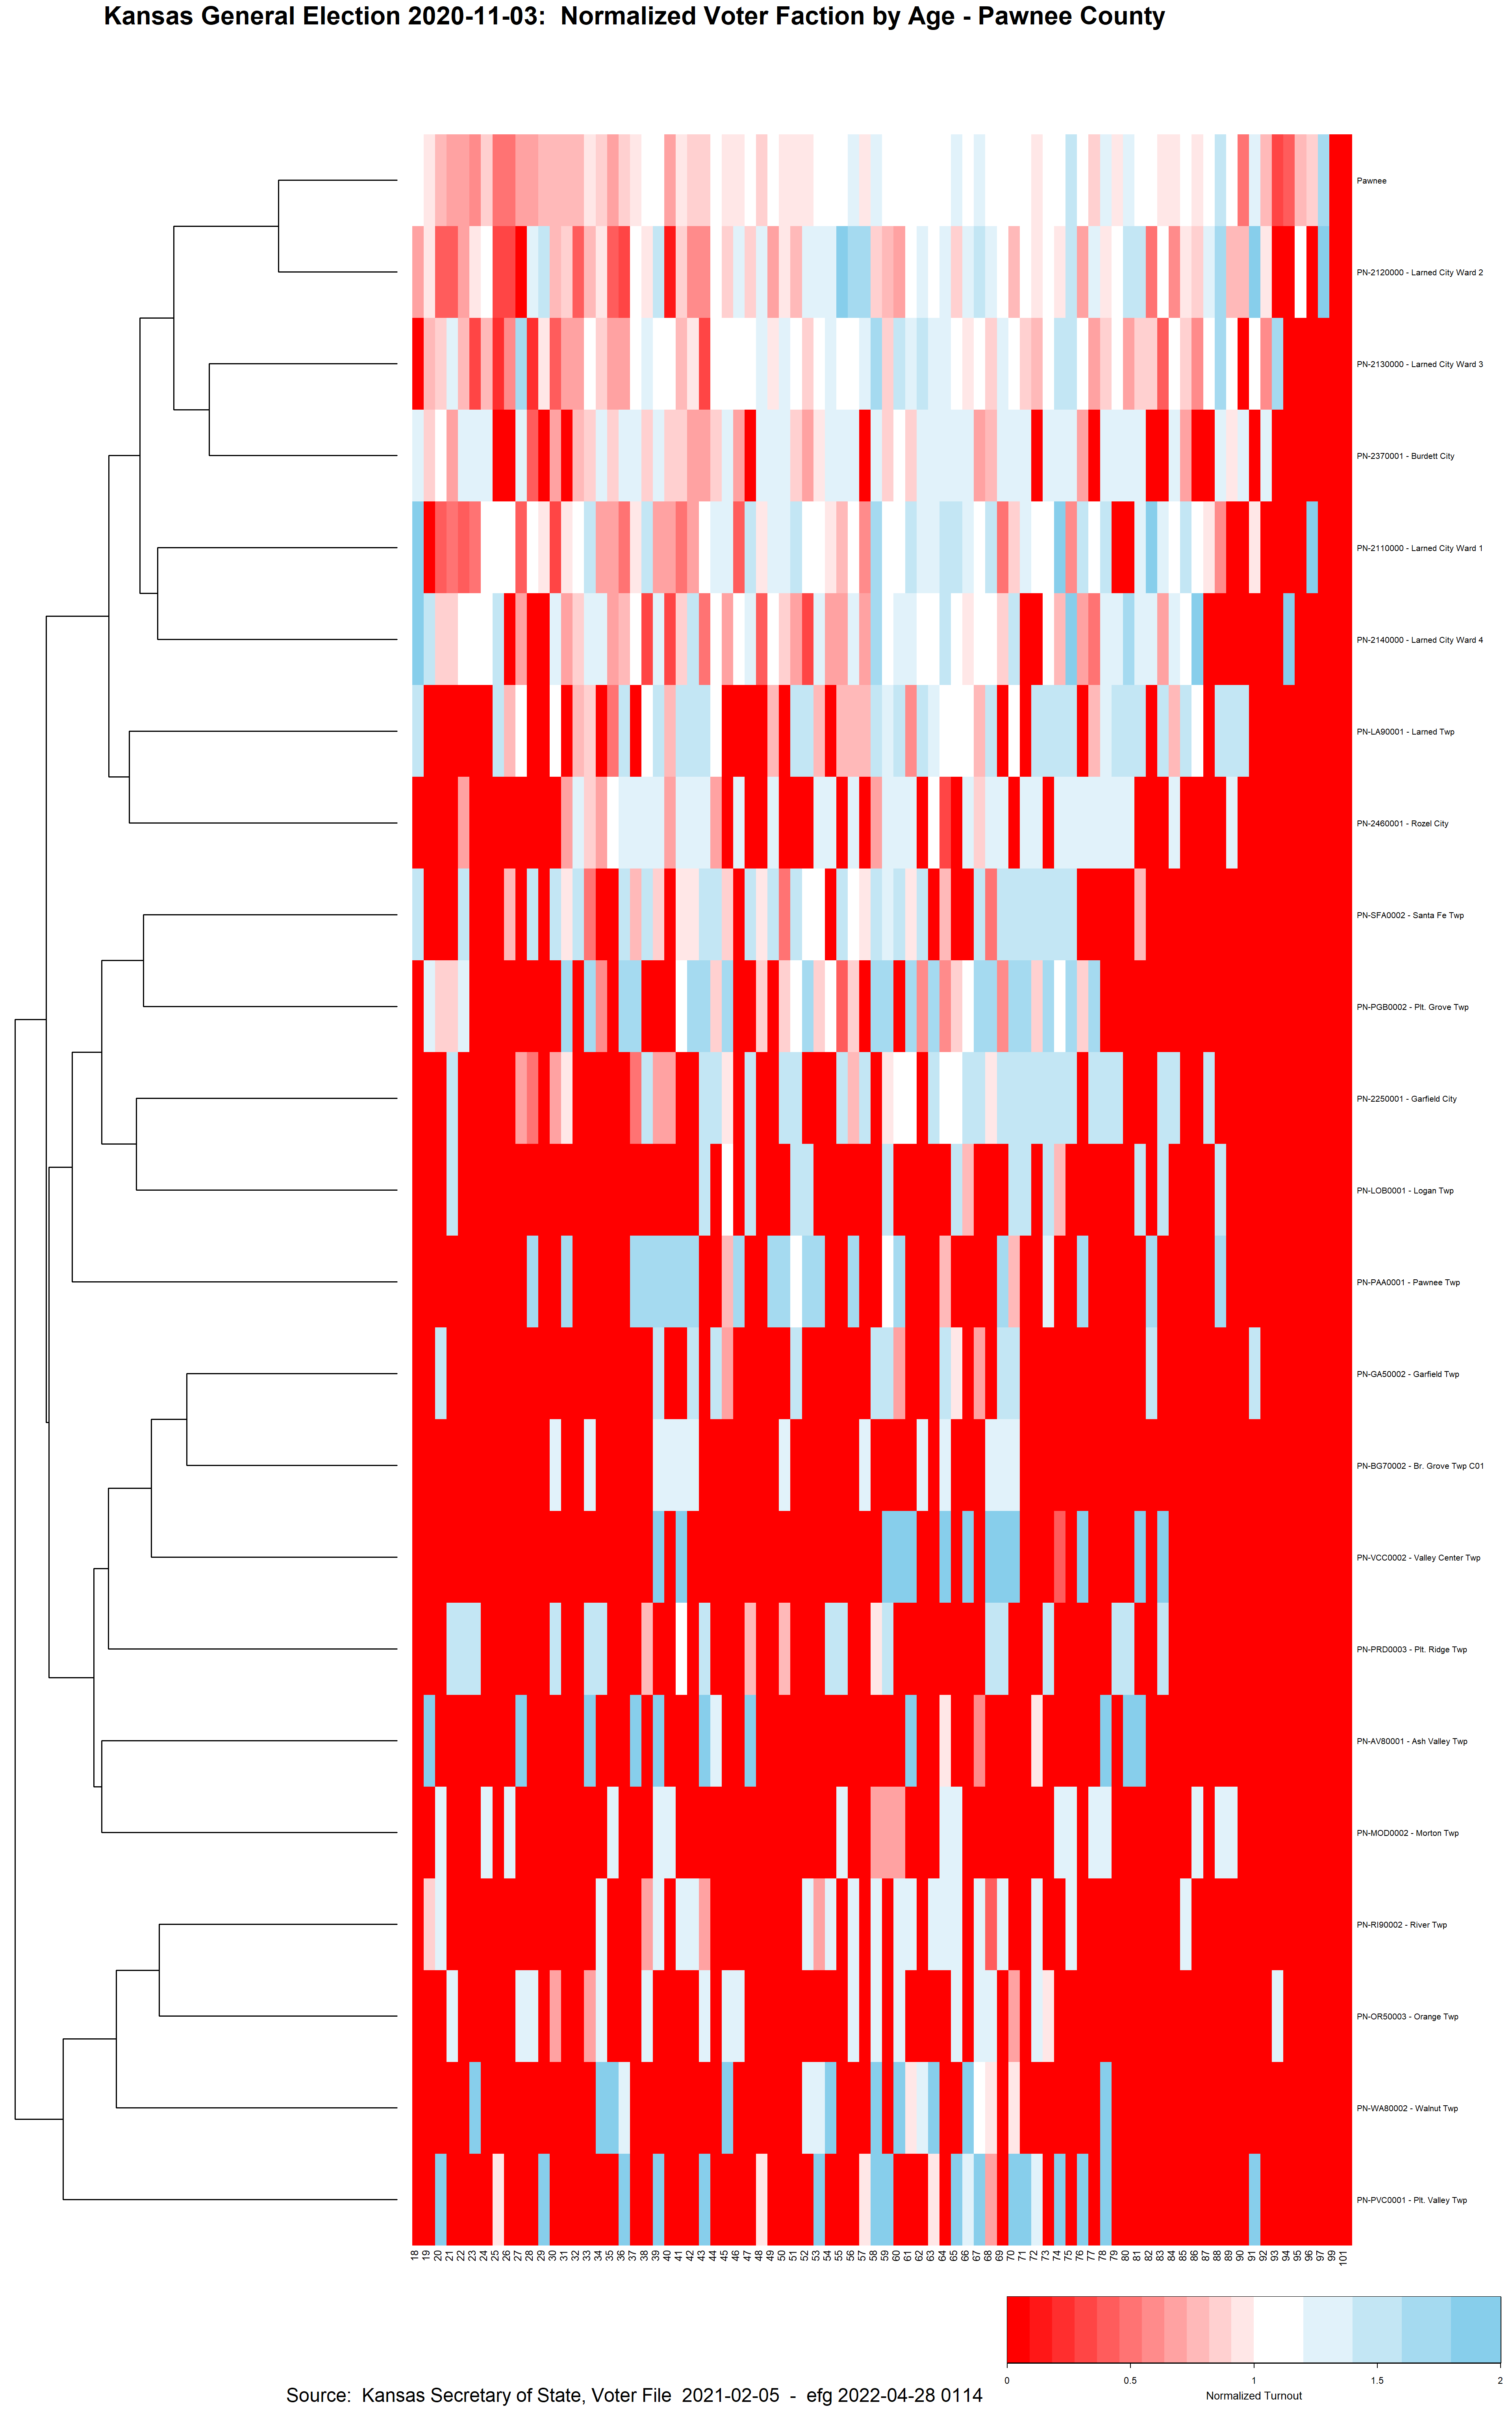 Kansas General Election 2020-11-03:  Normalized Voter Faction by Age - Pawnee County
Pawnee
PN-2120000 - Larned City Ward 2
PN-2130000 - Larned City Ward 3
PN-2370001 - Burdett City
PN-2110000 - Larned City Ward 1
PN-2140000 - Larned City Ward 4
PN-LA90001 - Larned Twp
PN-2460001 - Rozel City
PN-SFA0002 - Santa Fe Twp
PN-PGB0002 - Plt. Grove Twp
PN-2250001 - Garfield City
PN-LOB0001 - Logan Twp
PN-PAA0001 - Pawnee Twp
PN-GA50002 - Garfield Twp
PN-BG70002 - Br. Grove Twp C01
PN-VCC0002 - Valley Center Twp
PN-PRD0003 - Plt. Ridge Twp
PN-AV80001 - Ash Valley Twp
PN-MOD0002 - Morton Twp
PN-RI90002 - River Twp
PN-OR50003 - Orange Twp
PN-WA80002 - Walnut Twp
PN-PVC0001 - Plt. Valley Twp
18 19 20 21 22 23 24 25 26 27 28 29 30 31 32 33 34 35 36 37 38 39 40 41 42 43 44 45 46 47 48 49 50 51 52 53 54 55 56 57 58 59 60 61 62 63 64 65 66 67 68 69 70 71 72 73 74 75 76 77 78 79 80 81 82 83 84 85 86 87 88 89 90 91 92 93 94 95 96 97 99 101
0 0.5 1 1.5 2
Normalized Turnout
Source:  Kansas Secretary of State, Voter File  2021-02-05  -  efg 2022-04-28 0114